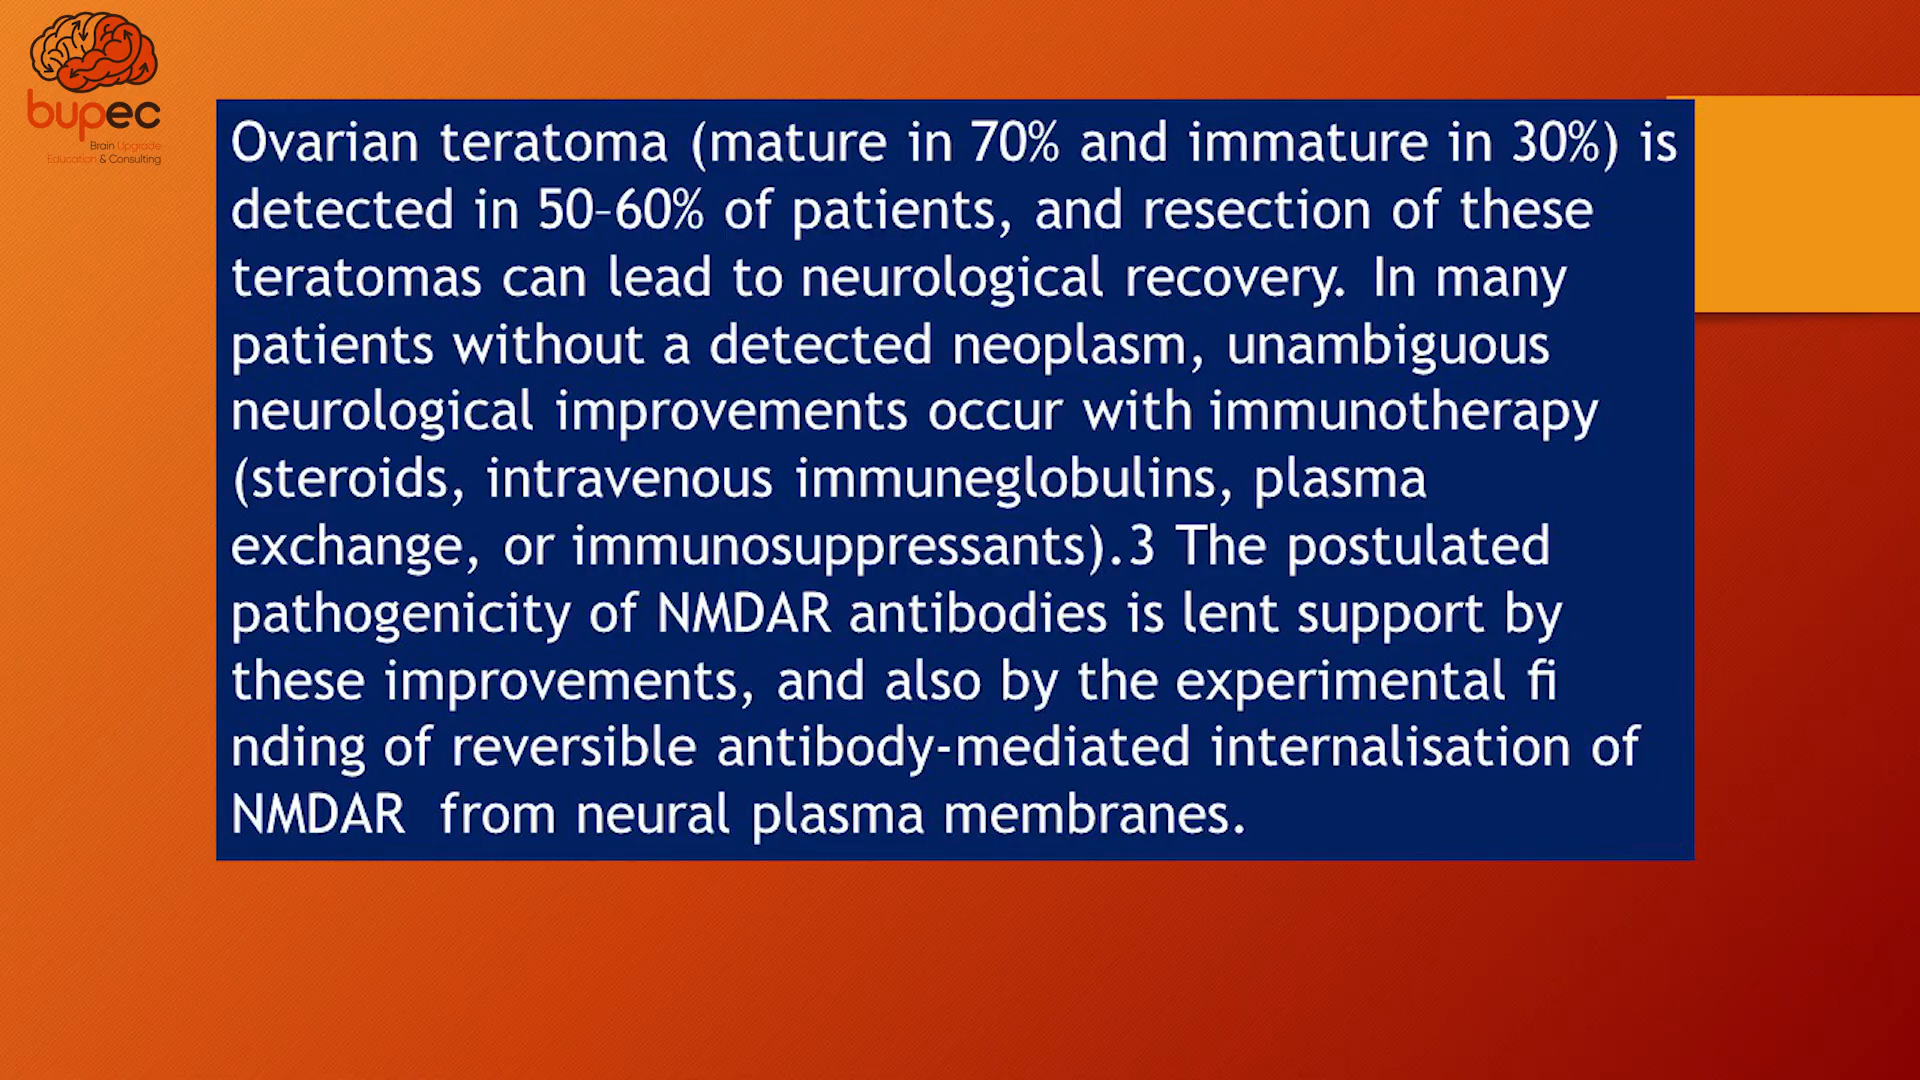 bupec
Brain Upgrade
Education & Consulting
Ovarian teratoma (mature in 70% and immature in 30%) is
detected in 50–60% of patients, and resection of these
teratomas can lead to neurological recovery. In many
patients without a detected neoplasm, unambiguous
neurological improvements occur with immunotherapy
(steroids, intravenous immuneglobulins, plasma
exchange, or immunosuppressants).3 The postulated
pathogenicity of NMDAR antibodies is lent support by
these improvements, and also by the experimental fi
nding of reversible antibody-mediated internalisation of
NMDAR from neural plasma membranes.